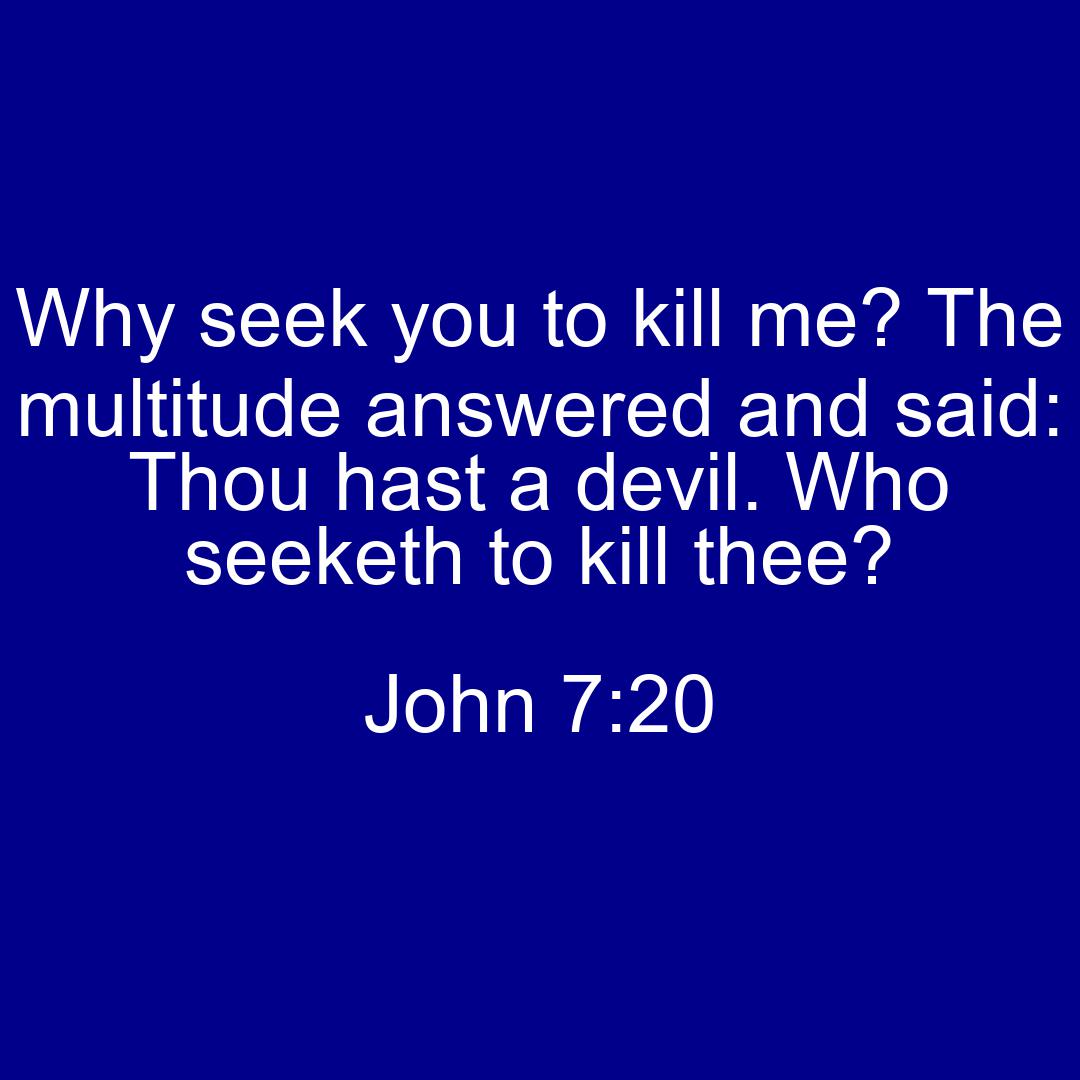 Why seek you to kill me? The
multitude answered and said:
Thou hast a devil. Who
seeketh to kill thee?
John 7:20